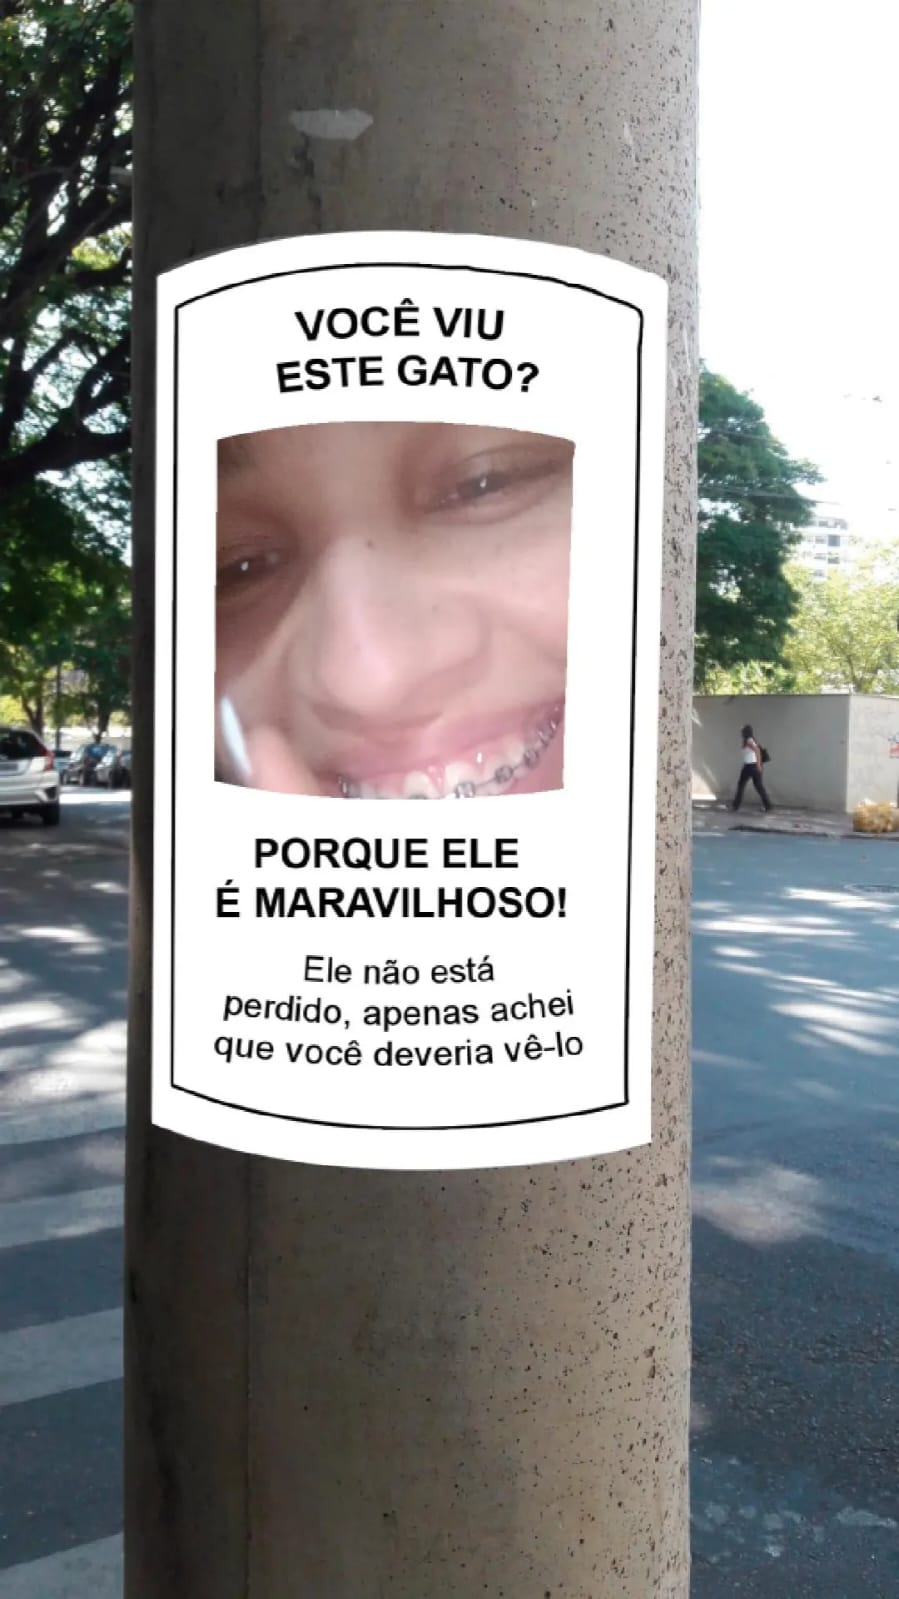 VOCÊ VIU
ESTE GATO?
PORQUE ELE
É MARAVILHOSO!
Ele não está
perdido, apenas achei
que você deveria vê-lo